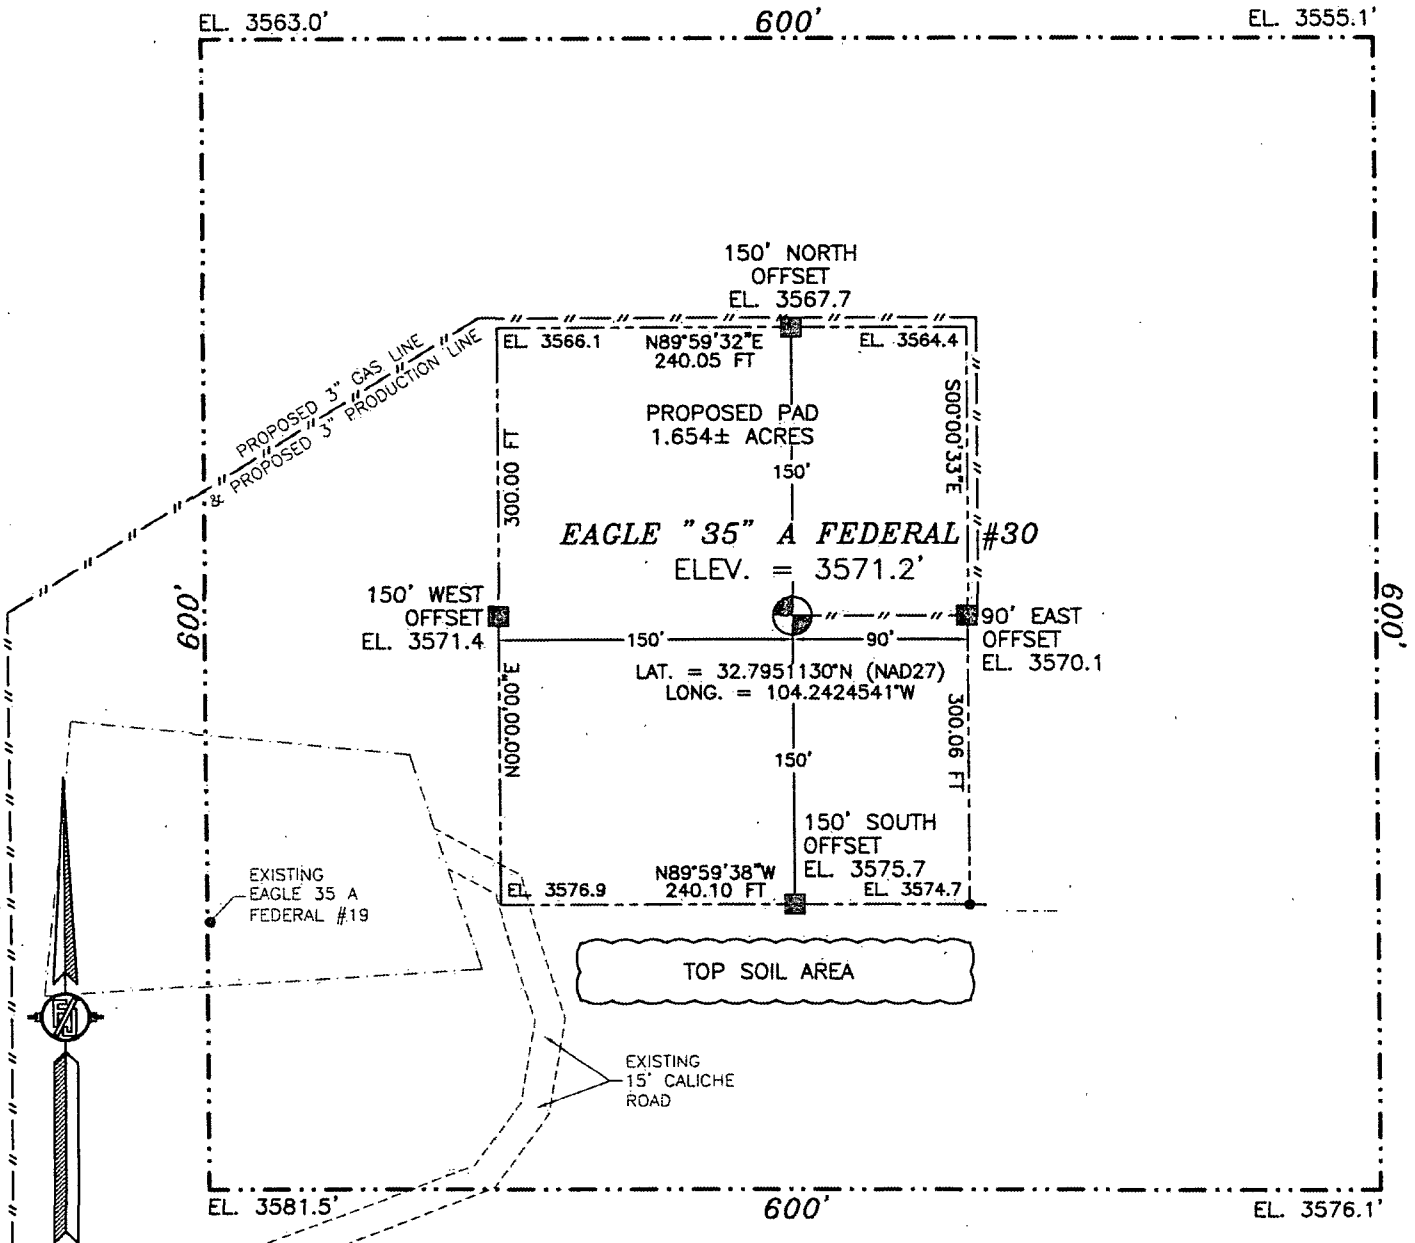 EL. 3563.0'
600'
EL. 3555.1'
150' NORTH
OFFSET
EL. 3567.7
EL. 3566.1
N89°59'32"E
240.05 FT
EL. 3564.4
PROPOSED 3" GAS LINE
& PROPOSED 3" PRODUCTION LINE
PROPOSED PAD
1.654± ACRES
150'
S00°00'33"E
300.00 FT
EAGLE "35" A FEDERAL #30
ELEV. = 3571.2'
600'
150' WEST
OFFSET
EL. 3571.4
150'
90'
90' EAST
OFFSET
EL. 3570.1
600'
LAT. = 32.7951130°N (NAD27)
LONG. = 104.2424541°W
N00°00'00"E
300.06 FT
150'
150' SOUTH
OFFSET
EL. 3575.7
N89°59'38"W
240.10 FT
EL. 3576.9
EL. 3574.7
EXISTING
EAGLE 35 A
FEDERAL #19
TOP SOIL AREA
EXISTING
15' CALICHE
ROAD
EL. 3581.5'
600'
EL. 3576.1'